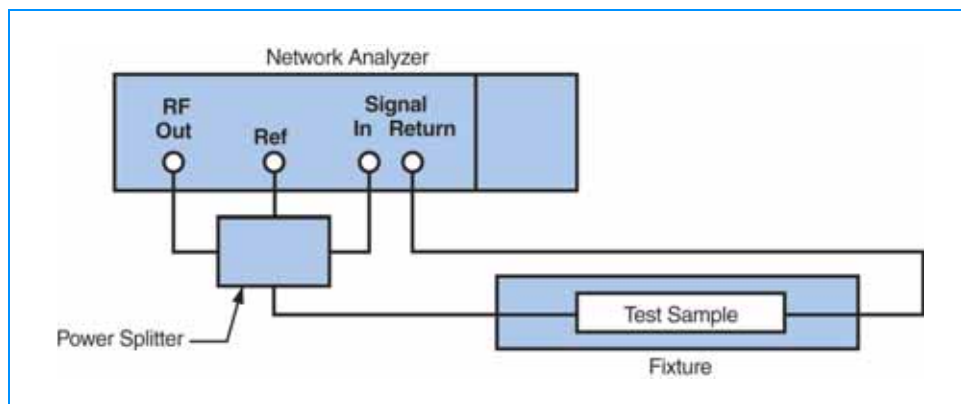 Network Analyzer
RF
Out
Ref
Signal
In Return
Power Splitter
Test Sample
Fixture